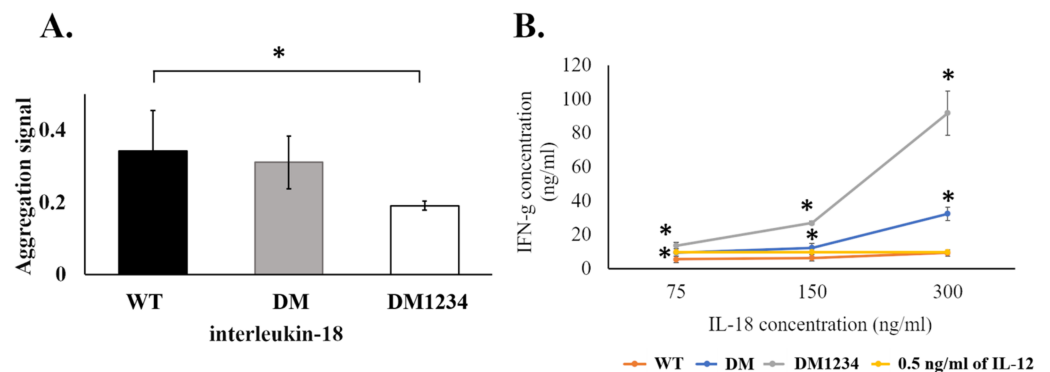 A.
*
Aggregation signal
0.4
0.2
0
WT DM DM1234
interleukin-18
B.
IFN-g concentration
(ng/ml)
120
100
80
60
40
20
0
*
*
*
*
*
*
75 150 300
IL-18 concentration (ng/ml)
WT DM DM1234 0.5 ng/ml of IL-12